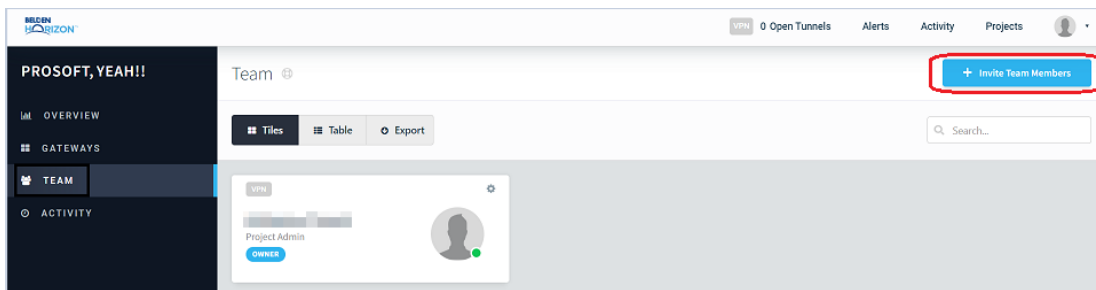 BELDEN
HORIZON
VPN 0 Open Tunnels Alerts Activity Projects
PROSOFT, YEAH!!
Team
+ Invite Team Members
OVERVIEW
GATEWAYS
TEAM
ACTIVITY
Tiles Table Export
Search...
VPN
Project Admin
OWNER